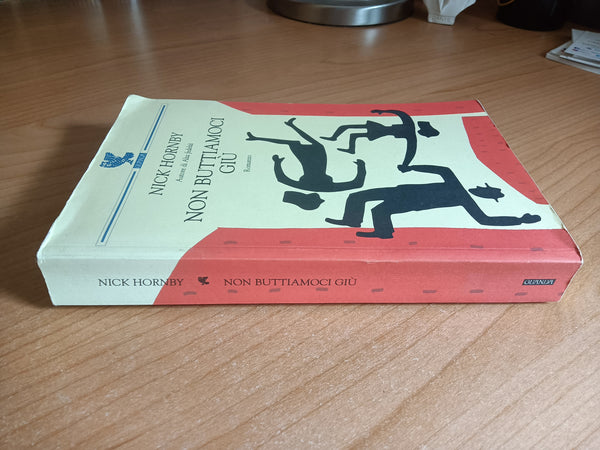 NICK HORNBY
Autore di Alta fedeltà
NON BUTTIAMOCI
GIÙ
Romanzo
NICK HORNBY NON BUTTIAMOCI GIÙ GUANDA